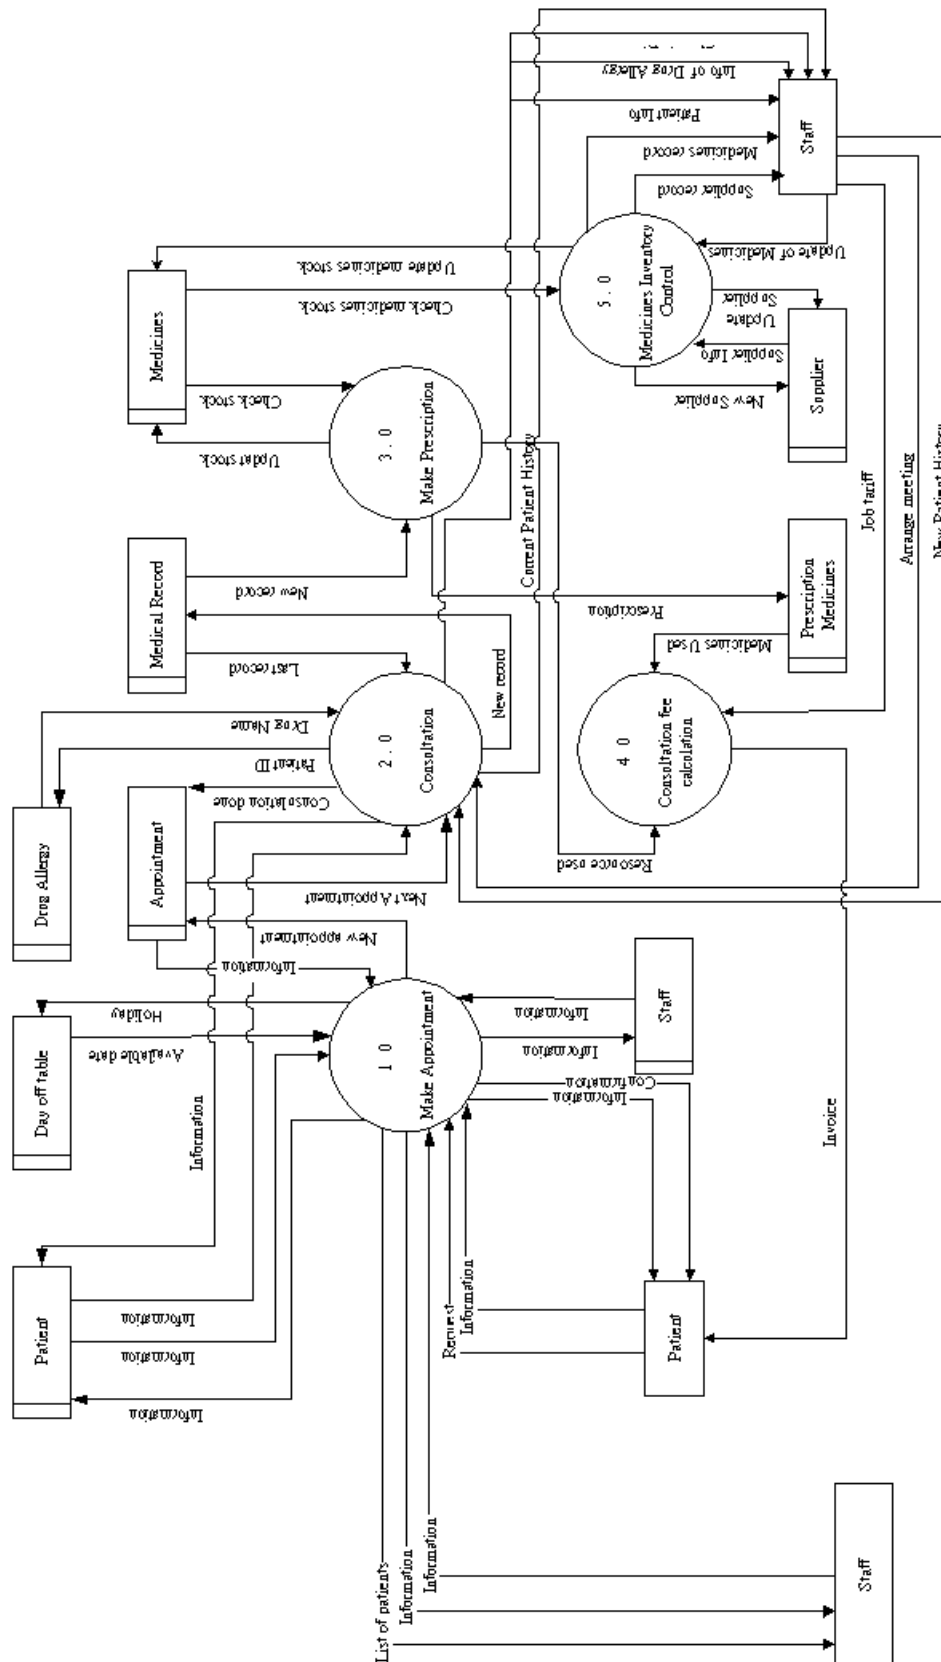 Info of Drug Allergy
Patient Info
Medicines record
Supplier record
Staff
Update of Medicines
Update medicines stock
Check medicines stock
Medicines
5.0
Medicines Inventory
Control
Update
Supplier
Supplier Info
New Supplier
Supplier
Check stock
Updat stock
3.0
Make Prescription
Current Patient History
Job tariff
Arrange meeting
New Patient History
Medical Record
New record
Last record
New record
Prescription
Prescription
Medicines
Medicines Used
Drug Name
Patient ID
2.0
Consultation
4 0
Consultation fee
calculation
Drug Allergy
Appointment
Consulation done
Next Appointment
New appointment
Information
Resource used
Day off table
Holiday
Available date
1 0
Make Appointment
Information
Information
Staff
Confirmation
Information
Information
Invoice
Patient
Information
Information
Information
Request
Information
Patient
List of patients
Information
Information
Staff